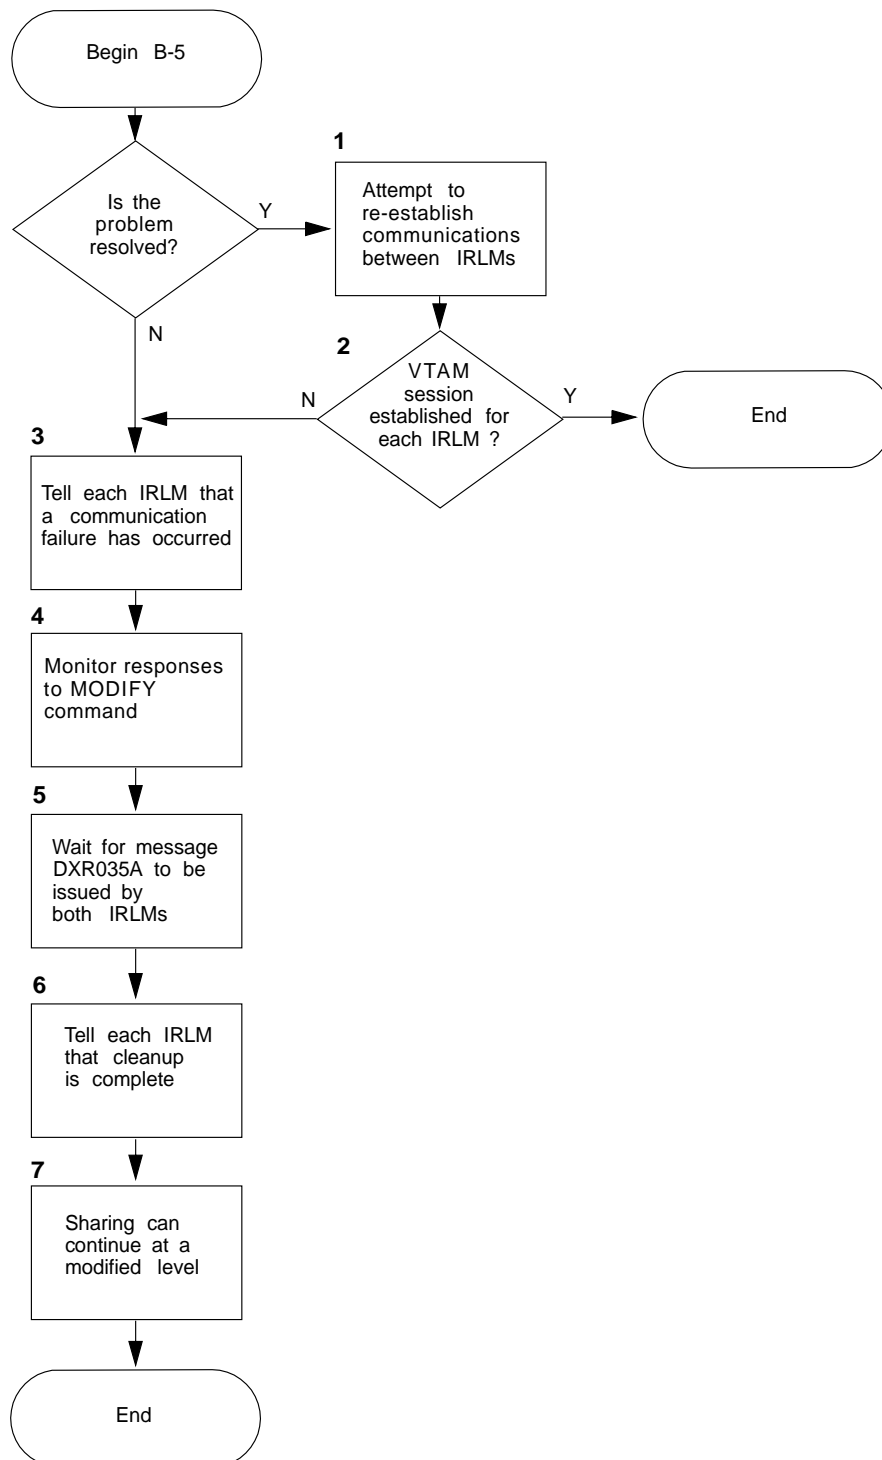 Begin B-5
1
Is the
problem
resolved?
Y
Attempt to
re-establish
communications
between IRLMs
N
2
VTAM
session
established for
each IRLM ?
N
Y
End
3
Tell each IRLM that
a communication
failure has occurred
4
Monitor responses
to MODIFY
command
5
Wait for message
DXR035A to be
issued by
both IRLMs
6
Tell each IRLM
that cleanup
is complete
7
Sharing can
continue at a
modified level
End